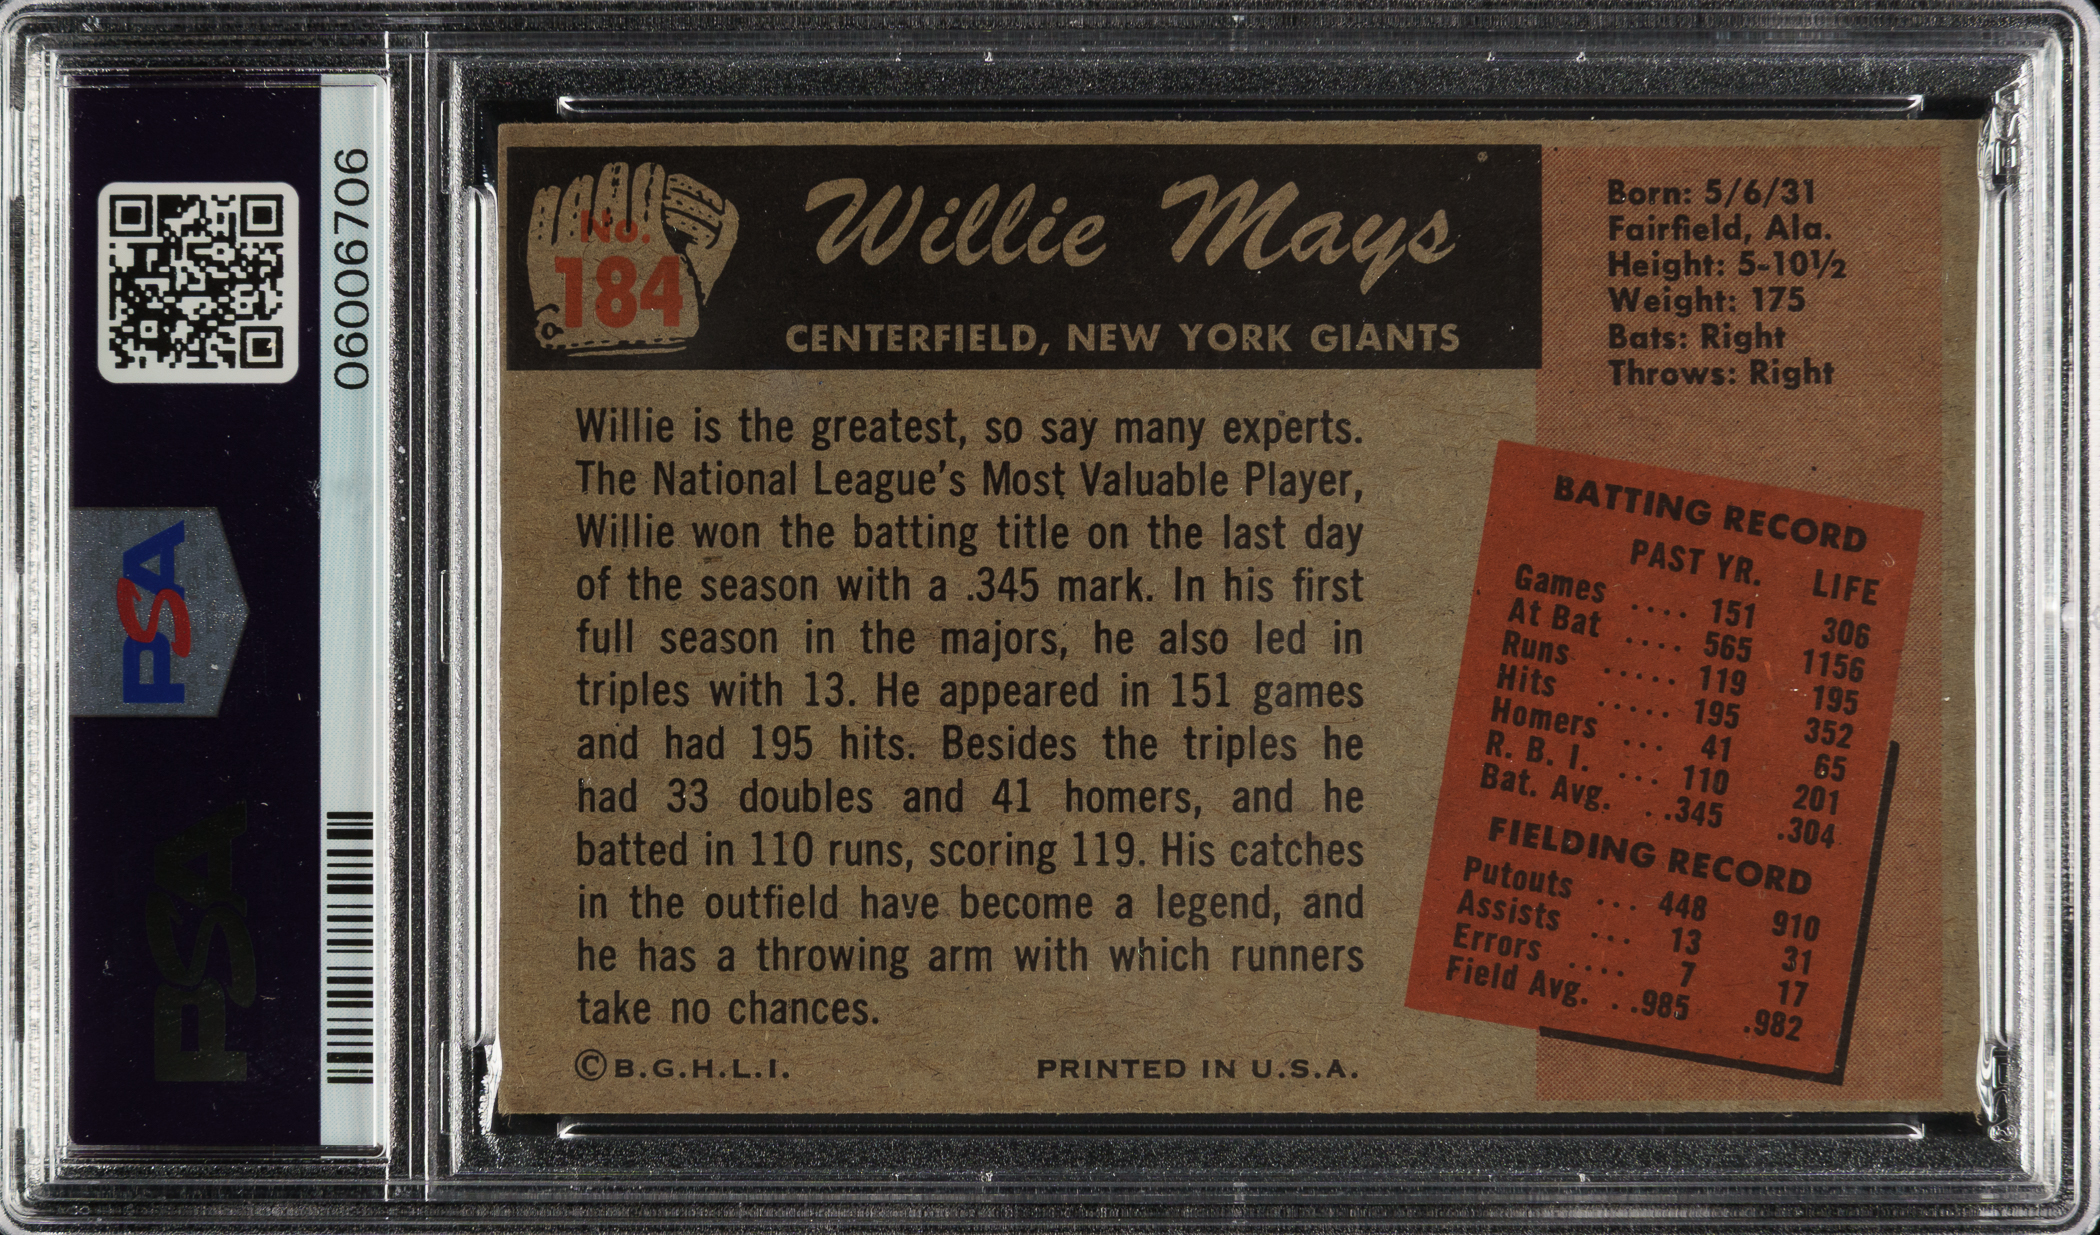 06006706
PSA
PSA
No.
184
Willie Mays
CENTERFIELD, NEW YORK GIANTS
Born: 5/6/31
Fairfield, Ala.
Height: 5-10½
Weight: 175
Bats: Right
Throws: Right
Willie is the greatest, so say many experts.
The National League's Most Valuable Player,
Willie won the batting title on the last day
of the season with a .345 mark. In his first
full season in the majors, he also led in
triples with 13. He appeared in 151 games
and had 195 hits. Besides the triples he
had 33 doubles and 41 homers, and he
batted in 110 runs, scoring 119. His catches
in the outfield have become a legend, and
he has a throwing arm with which runners
take no chances.
©B.G.H.L.I. PRINTED IN U.S.A.
BATTING RECORD
PAST YR. LIFE
Games .... 151 306
At Bat .... 565 1156
Runs ..... 119 195
Hits ..... 195 352
Homers ... 41 65
R. B. I. ... 110 201
Bat. Avg. . .345 .304
FIELDING RECORD
Putouts ... 448 910
Assists ... 13 31
Errors .... 7 17
Field Avg. . .985 .982